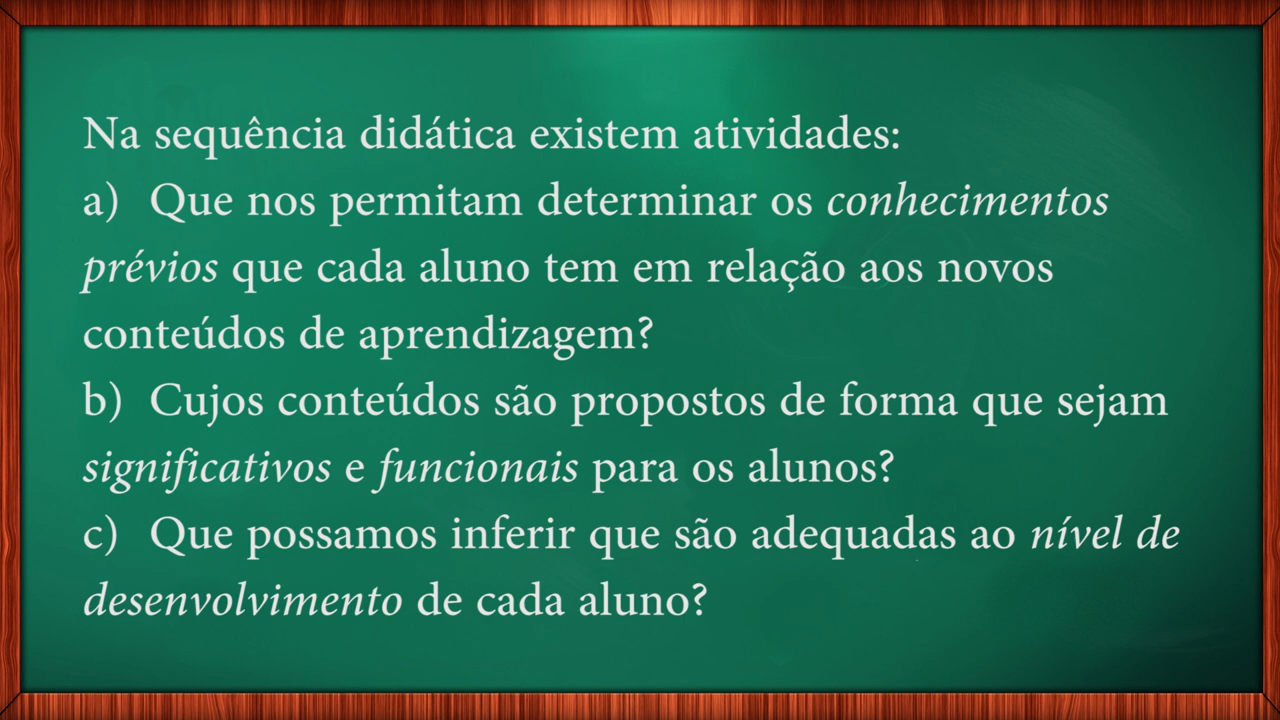 Na sequência didática existem atividades:
a) Que nos permitam determinar os conhecimentos
prévios que cada aluno tem em relação aos novos
conteúdos de aprendizagem?
b) Cujos conteúdos são propostos de forma que sejam
significativos e funcionais para os alunos?
c) Que possamos inferir que são adequadas ao nível de
desenvolvimento de cada aluno?